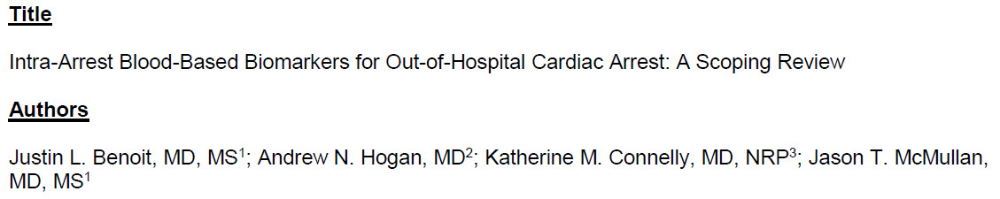 Title
Intra-Arrest Blood-Based Biomarkers for Out-of-Hospital Cardiac Arrest: A Scoping Review
Authors
Justin L. Benoit, MD, MS¹; Andrew N. Hogan, MD²; Katherine M. Connelly, MD, NRP³; Jason T. McMullan,
MD, MS¹